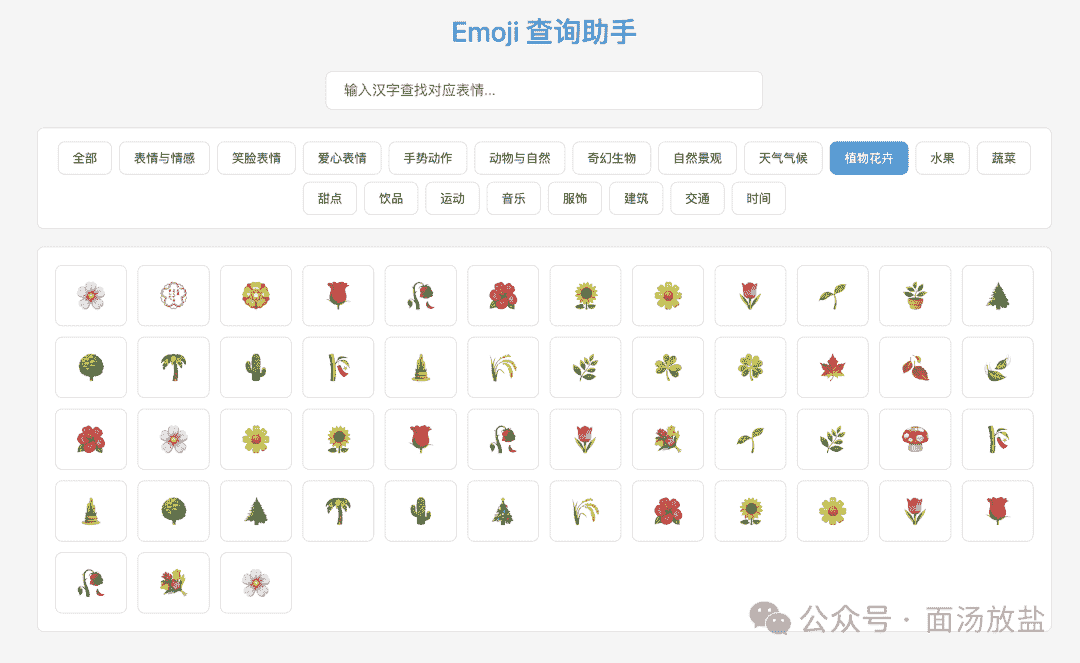 Emoji 查询助手
输入汉字查找对应表情...
全部 表情与情感 笑脸表情 爱心表情 手势动作 动物与自然 奇幻生物 自然景观 天气气候 植物花卉 水果 蔬菜
甜点 饮品 运动 音乐 服饰 建筑 交通 时间
公众号 · 面汤放盐